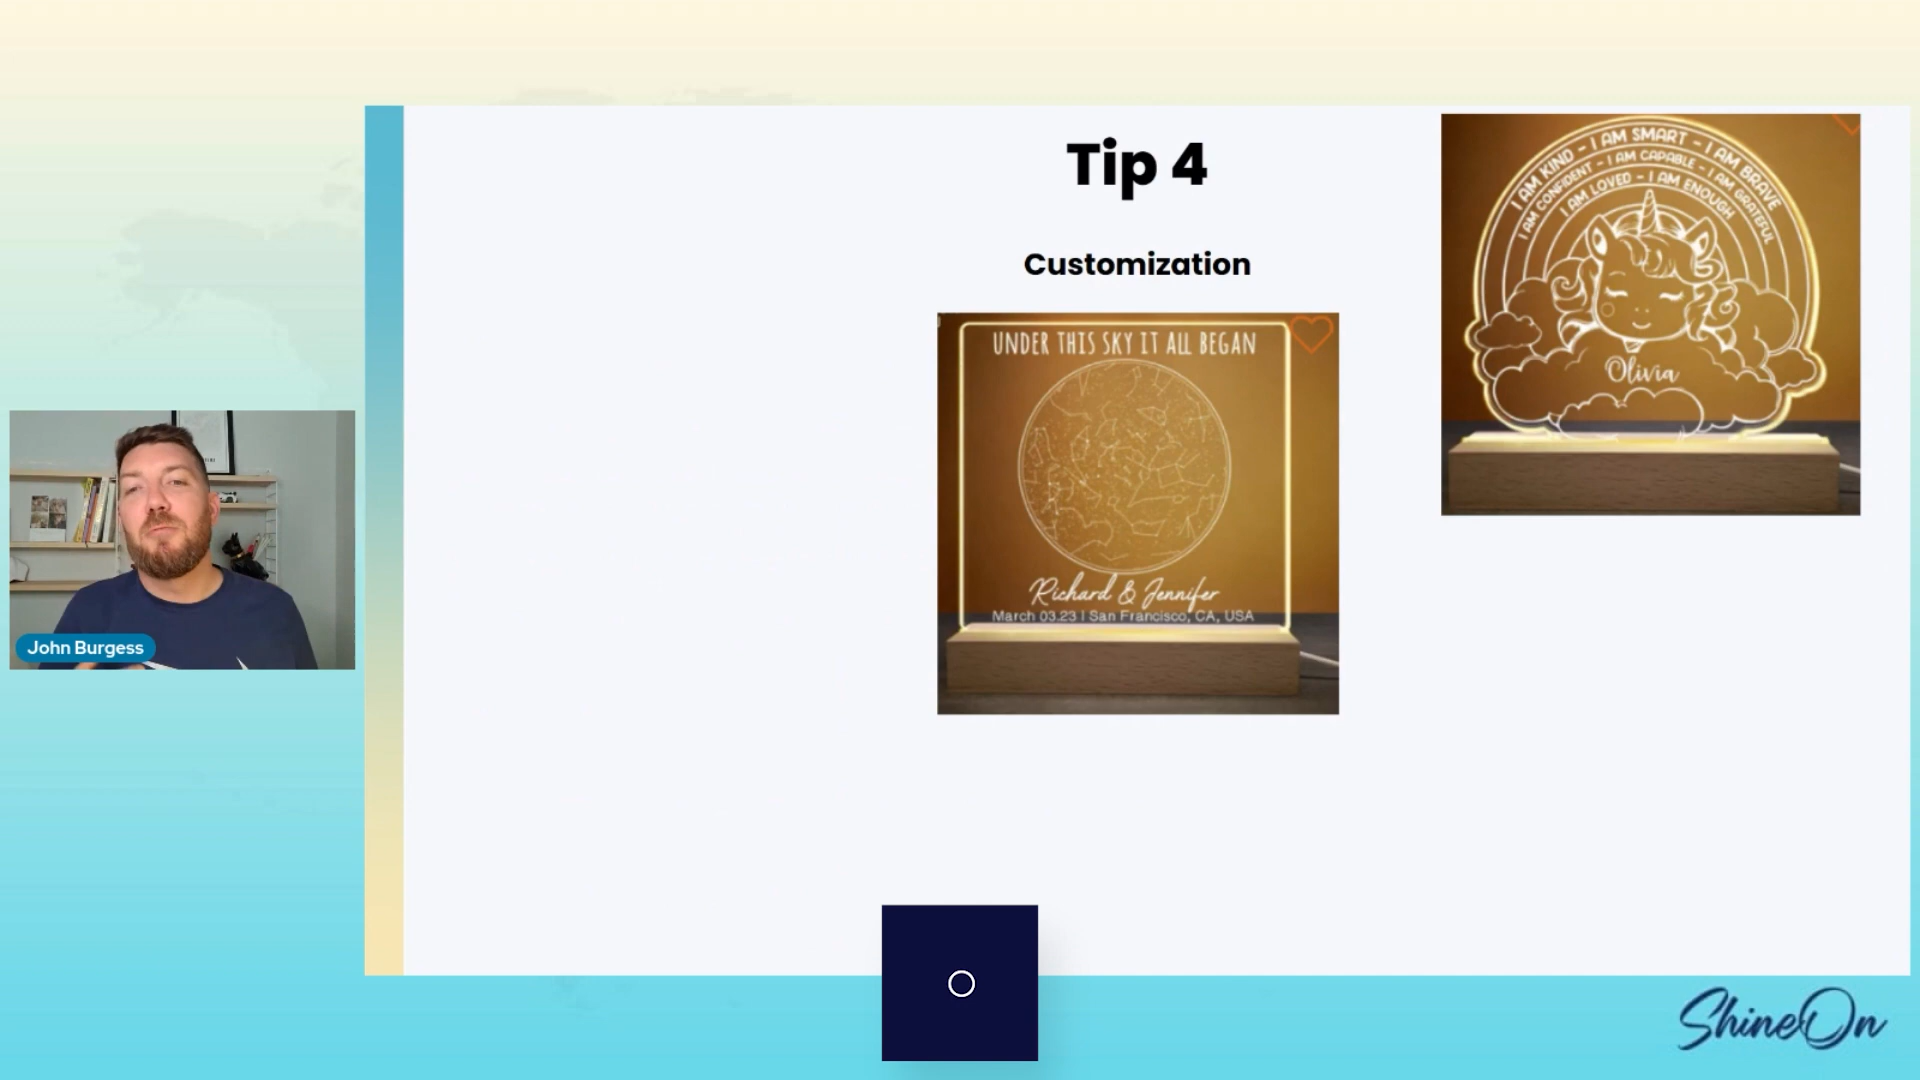 Tip 4
Customization
UNDER THIS SKY IT ALL BEGAN
Richard & Jennifer
March 03.23 | San Francisco, CA, USA
I AM KIND - I AM SMART - I AM BRAVE
I AM CONFIDENT - I AM CAPABLE - I AM GRATEFUL
I AM LOVED - I AM ENOUGH
Olivia
John Burgess
ShineOn